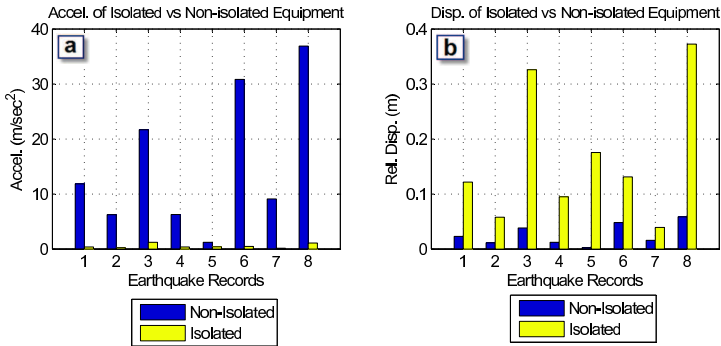 Accel. of Isolated vs Non-isolated Equipment
a
40
30
20
10
0
Accel. (m/sec²)
1 2 3 4 5 6 7 8
Earthquake Records
Non-Isolated
Isolated
Disp. of Isolated vs Non-isolated Equipment
b
0.4
0.3
0.2
0.1
0
Rel. Disp. (m)
1 2 3 4 5 6 7 8
Earthquake Records
Non-Isolated
Isolated